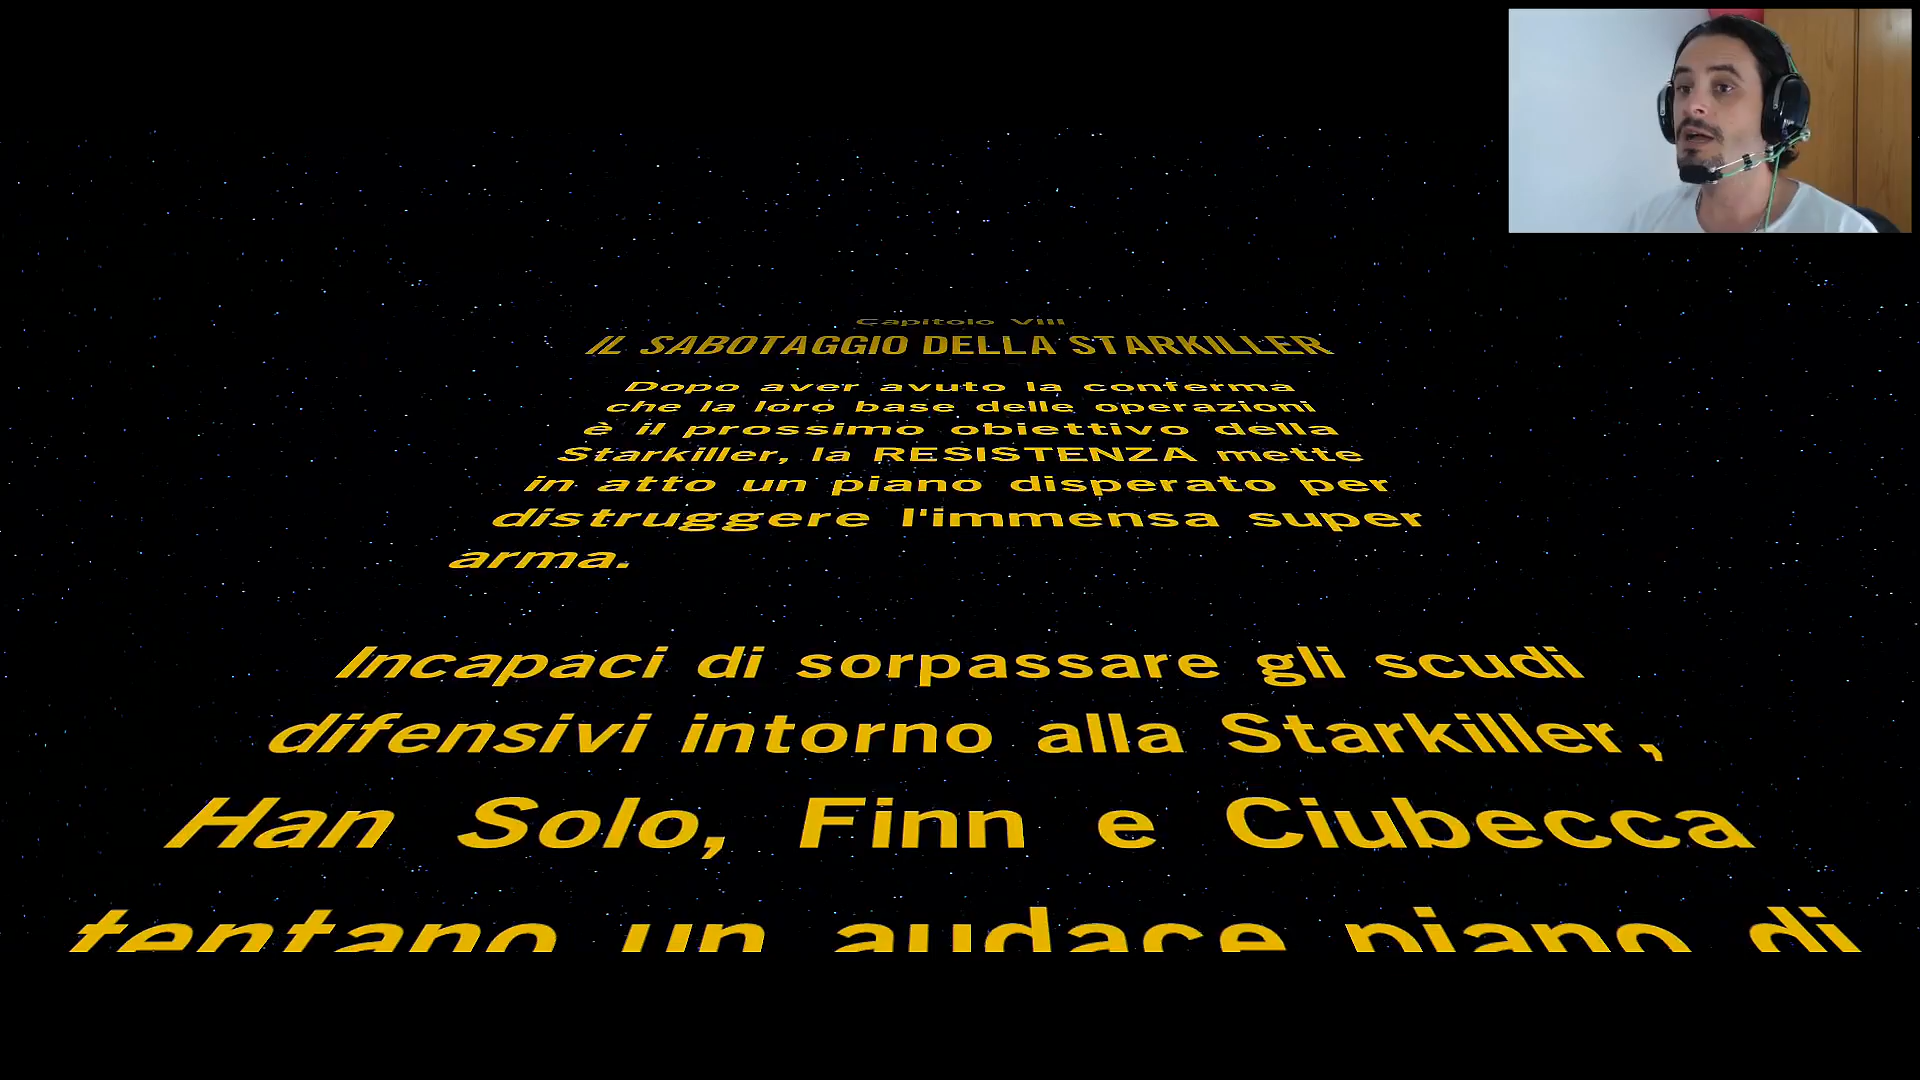 Capitolo VIII
IL SABOTAGGIO DELLA STARKILLER
Dopo aver avuto la conferma
che la loro base delle operazioni
è il prossimo obiettivo della
Starkiller, la RESISTENZA mette
in atto un piano disperato per
distruggere l'immensa super
arma.
Incapaci di sorpassare gli scudi
difensivi intorno alla Starkiller,
Han Solo, Finn e Ciubecca
tentano un audace piano di